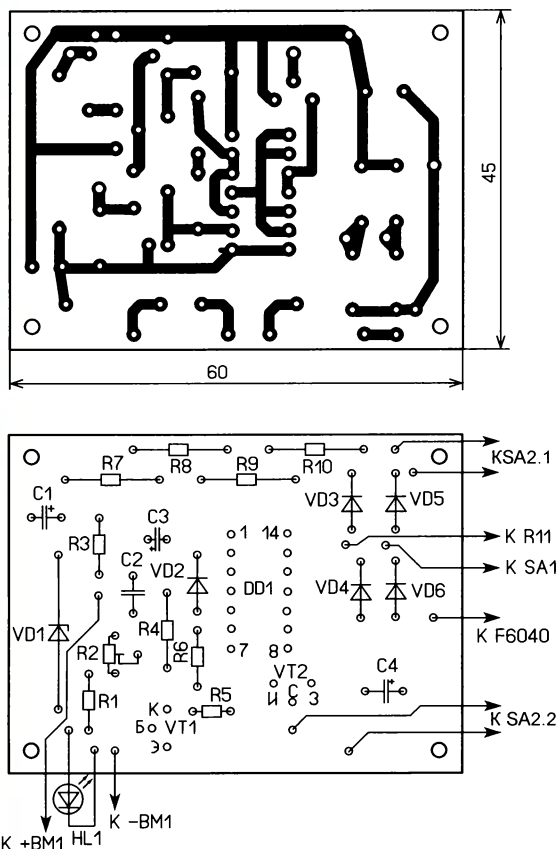 45
60
R8
R10
К SA2.1
R7
R9
C1
VD3
VD5
C3
1
14
К R11
R3
VD2
C2
DD1
К SA1
VD4
VD6
VD1
R4
R2
R6
7
8
К F6040
VT2
C4
R1
И
С
З
К
R5
К SA2.2
Б
VT1
Э
К -BM1
К +BM1
HL1